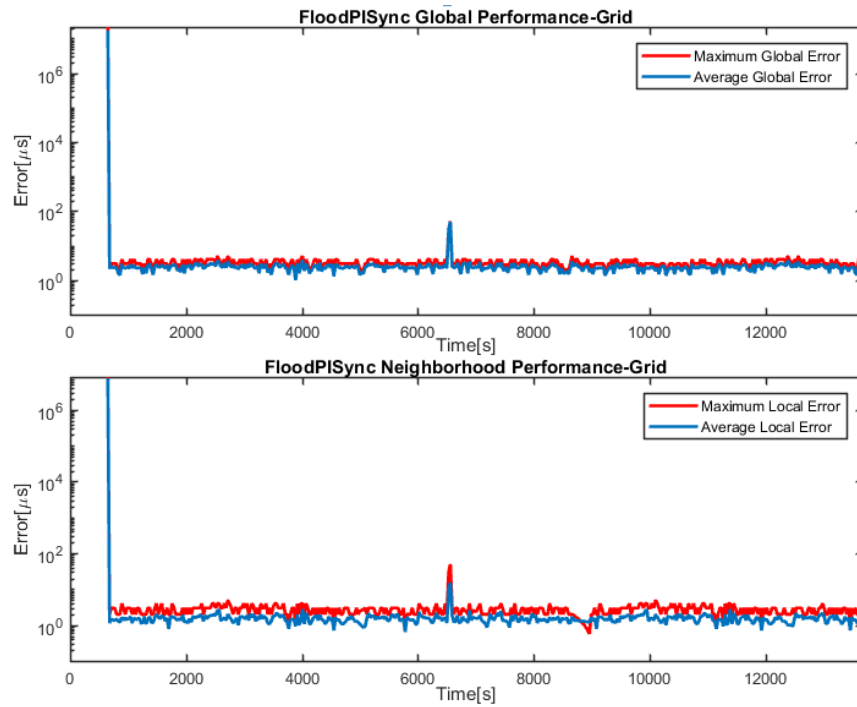 FloodPISync Global Performance-Grid
Maximum Global Error
Average Global Error
Error[μs]
10^6
10^4
10^2
10^0
0 2000 4000 6000 8000 10000 12000
Time[s]
FloodPISync Neighborhood Performance-Grid
Maximum Local Error
Average Local Error
Error[μs]
10^6
10^4
10^2
10^0
0 2000 4000 6000 8000 10000 12000
Time[s]